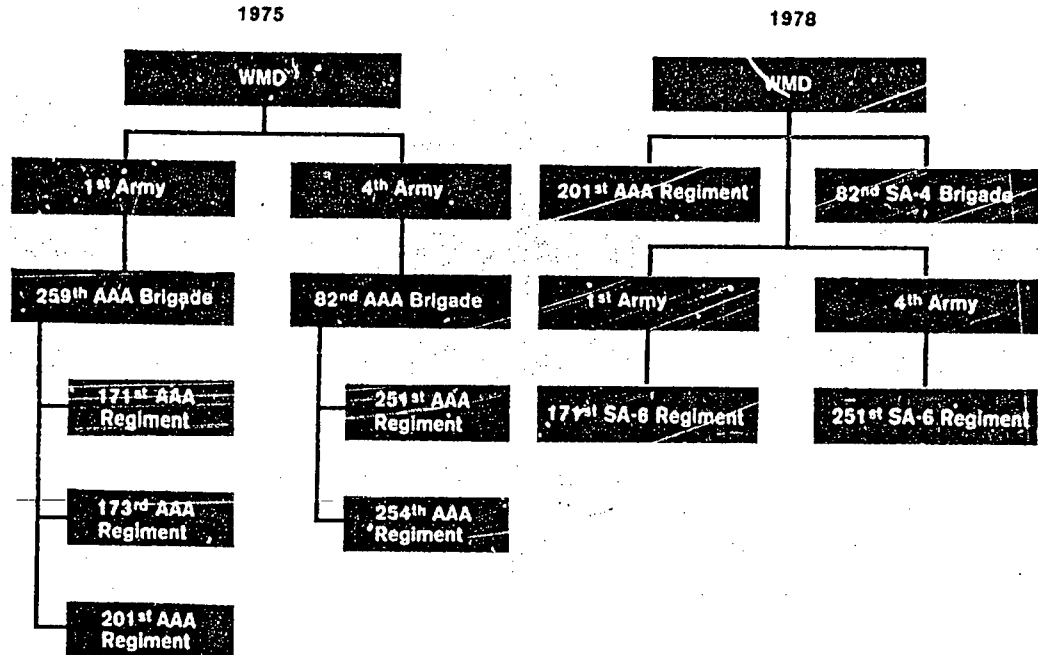 1975
WMD
1st Army
4th Army
259th AAA Brigade
82nd AAA Brigade
171st AAA
Regiment
251st AAA
Regiment
173rd AAA
Regiment
254th AAA
Regiment
201st AAA
Regiment
1978
WMD
201st AAA Regiment
82nd SA-4 Brigade
1st Army
4th Army
171st SA-6 Regiment
251st SA-6 Regiment